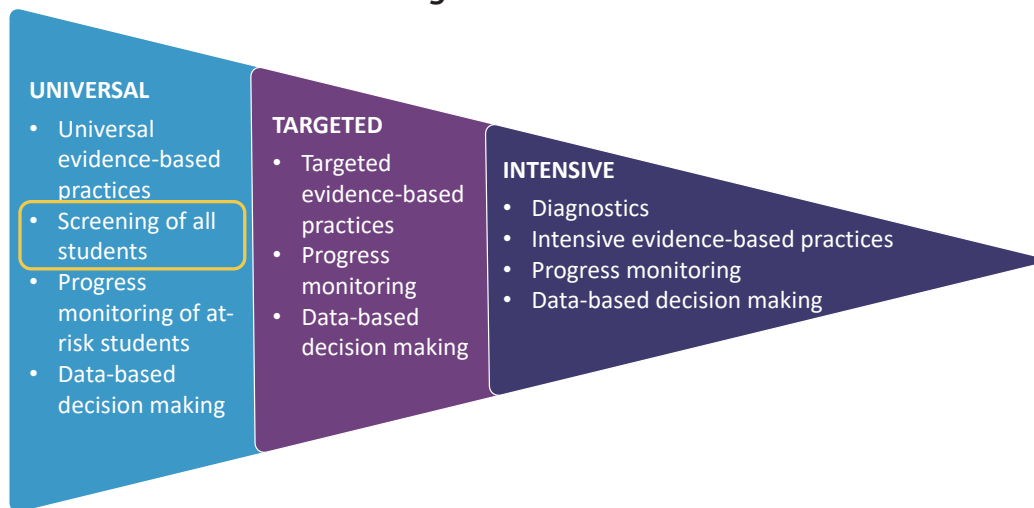 UNIVERSAL
• Universal
evidence-based
practices
• Screening of all
students
• Progress
monitoring of at-
risk students
• Data-based
decision making
TARGETED
• Targeted
evidence-based
practices
• Progress
monitoring
• Data-based
decision making
INTENSIVE
• Diagnostics
• Intensive evidence-based practices
• Progress monitoring
• Data-based decision making